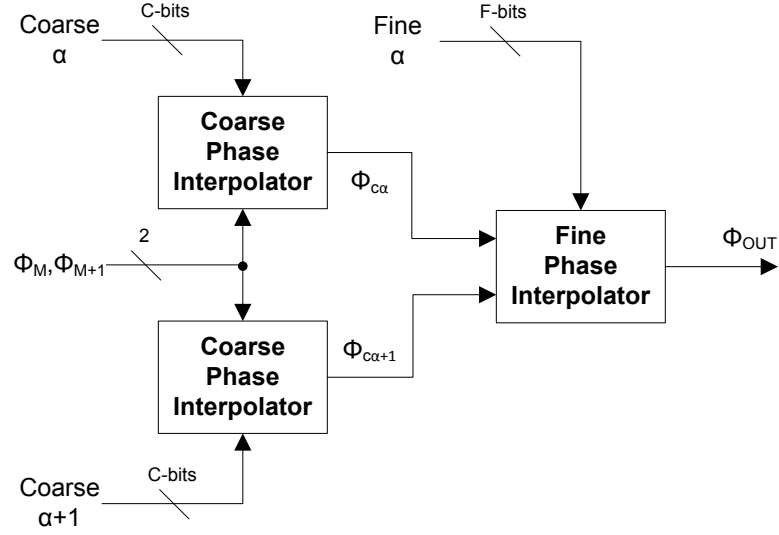 Coarse
α
C-bits
Fine
α
F-bits
Coarse
Phase
Interpolator
Φcα
2
ΦM,ΦM+1
Fine
Phase
Interpolator
ΦOUT
Coarse
Phase
Interpolator
Φcα+1
Coarse
α+1
C-bits